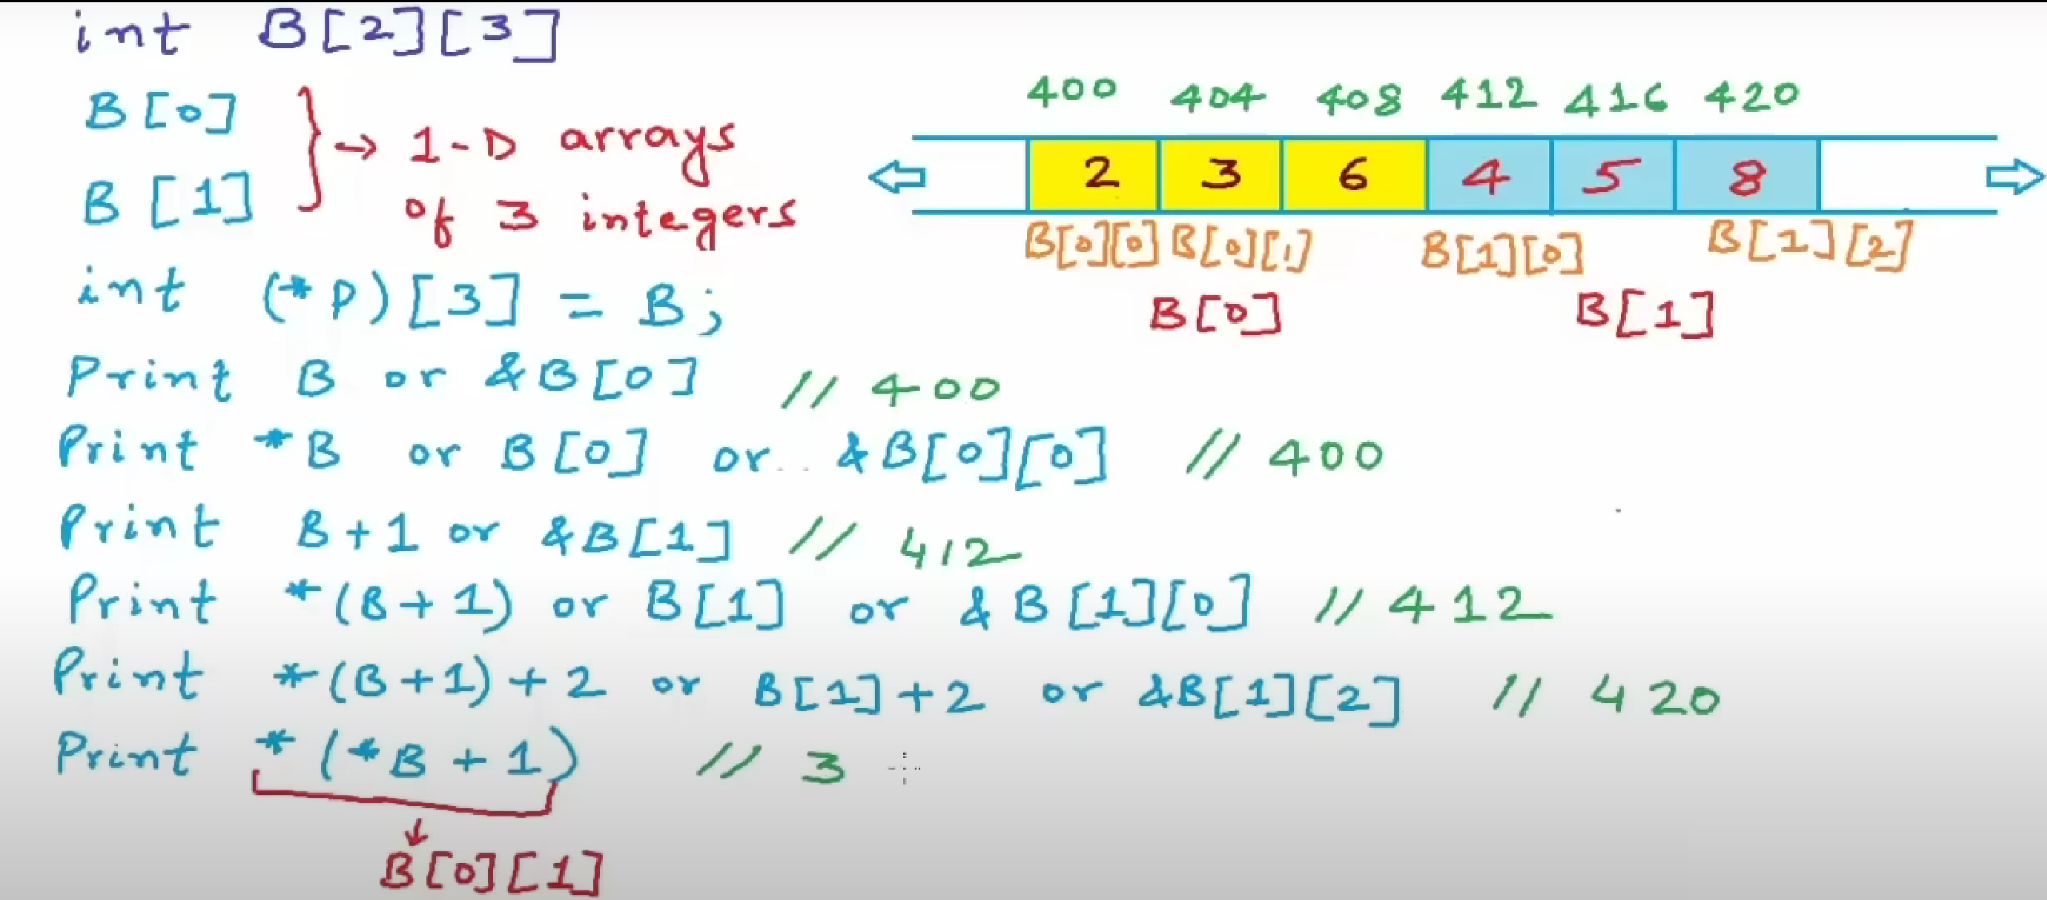 int B[2][3]
B[0]
B[1]
→ 1-D arrays
of 3 integers
int (*P)[3] = B;
Print B or &B[0] // 400
Print *B or B[0] or &B[0][0] // 400
Print B+1 or &B[1] // 412
Print *(B+1) or B[1] or &B[1][0] // 412
Print *(B+1)+2 or B[1]+2 or &B[1][2] // 420
Print *(*B+1) // 3
B[0][1]
400 404 408 412 416 420
2 3 6 4 5 8
B[0][0] B[0][1] B[1][0] B[1][2]
B[0] B[1]